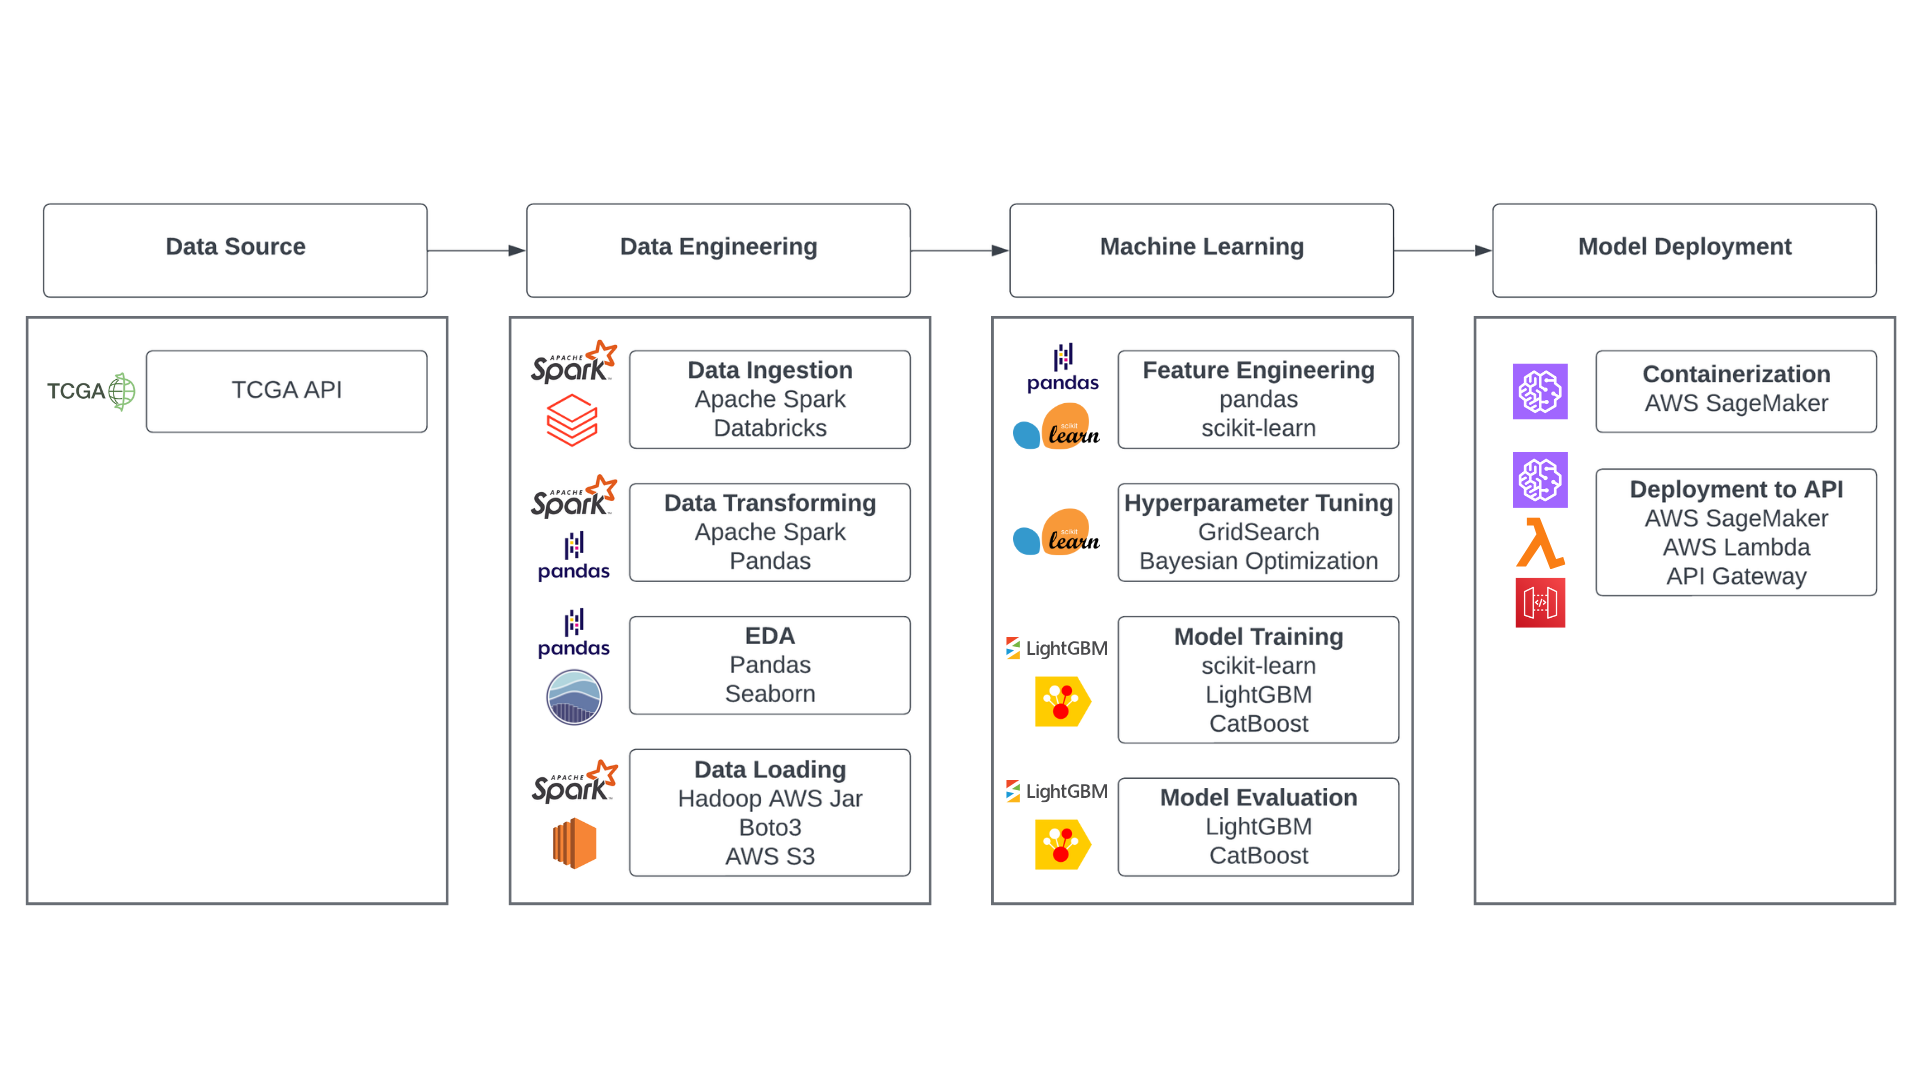 Data Source
Data Engineering
Machine Learning
Model Deployment
TCGA
TCGA API
APACHE
Spark
Data Ingestion
Apache Spark
Databricks
APACHE
Spark
pandas
Data Transforming
Apache Spark
Pandas
pandas
EDA
Pandas
Seaborn
APACHE
Spark
Data Loading
Hadoop AWS Jar
Boto3
AWS S3
pandas
scikit
learn
Feature Engineering
pandas
scikit-learn
scikit
learn
Hyperparameter Tuning
GridSearch
Bayesian Optimization
LightGBM
Model Training
scikit-learn
LightGBM
CatBoost
LightGBM
Model Evaluation
LightGBM
CatBoost
Containerization
AWS SageMaker
</>
Deployment to API
AWS SageMaker
AWS Lambda
API Gateway